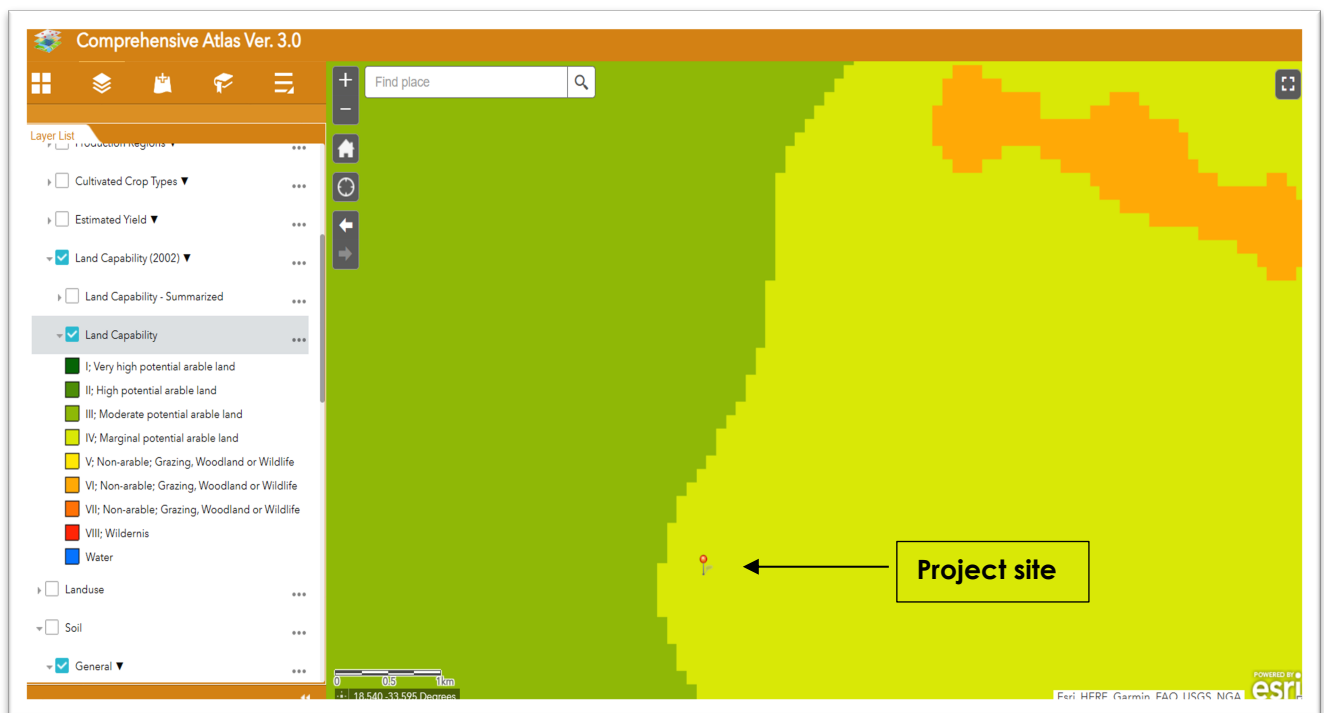 Comprehensive Atlas Ver. 3.0
Find place
Layer List
Production Regions ▼
Cultivated Crop Types ▼
Estimated Yield ▼
Land Capability (2002) ▼
Land Capability - Summarized
Land Capability
I; Very high potential arable land
II; High potential arable land
III; Moderate potential arable land
IV; Marginal potential arable land
V; Non-arable; Grazing, Woodland or Wildlife
VI; Non-arable; Grazing, Woodland or Wildlife
VII; Non-arable; Grazing, Woodland or Wildlife
VIII; Wildernis
Water
Landuse
Soil
General ▼
Project site
0 0.5 1km
18.540 -33.595 Degrees
Esri, HERE, Garmin, FAO, USGS, NGA
POWERED BY
esri